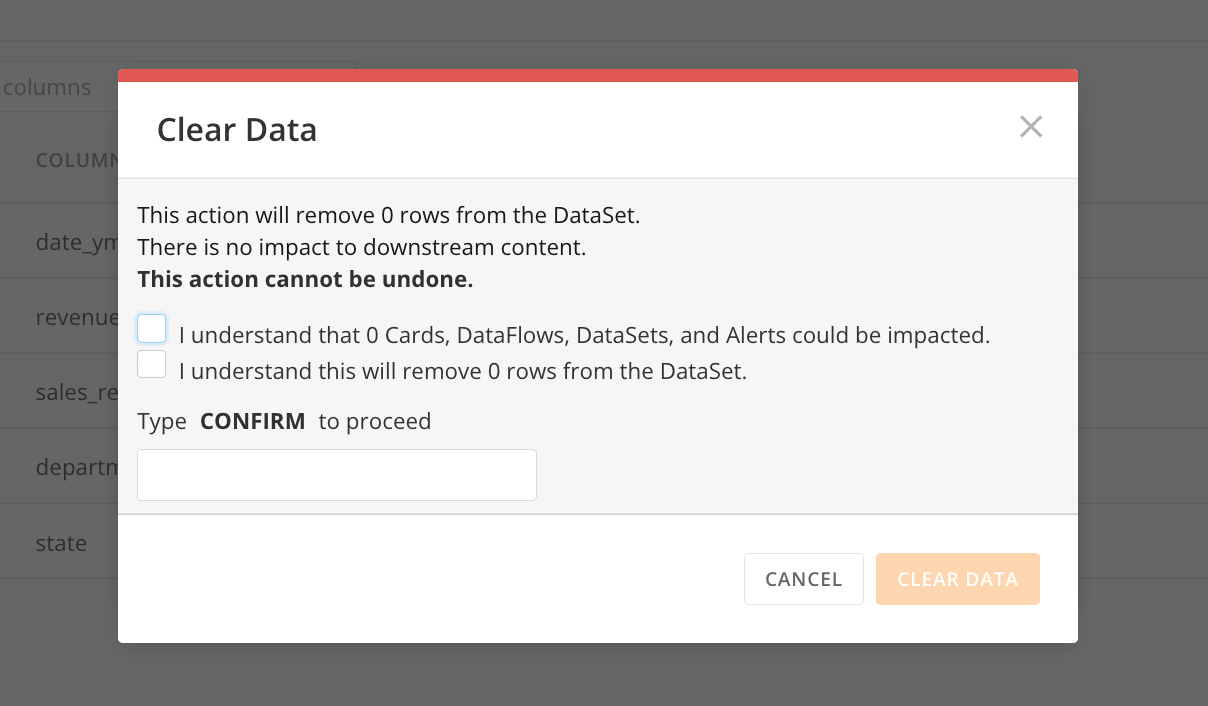 columns
Clear Data
COLUMN
This action will remove 0 rows from the DataSet.
date_ym
There is no impact to downstream content.
This action cannot be undone.
revenue
I understand that 0 Cards, DataFlows, DataSets, and Alerts could be impacted.
I understand this will remove 0 rows from the DataSet.
sales_re
Type CONFIRM to proceed
departm
state
CANCEL
CLEAR DATA